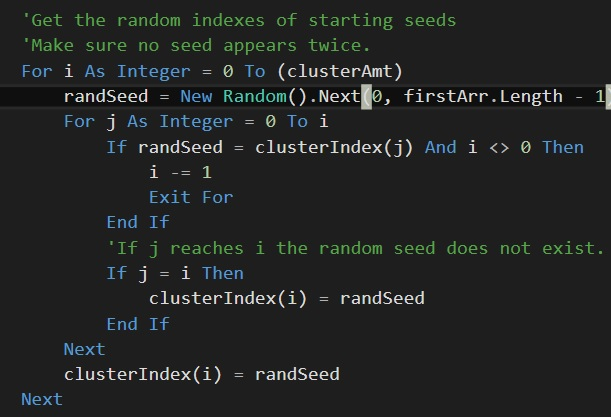 'Get the random indexes of starting seeds
'Make sure no seed appears twice.
For i As Integer = 0 To (clusterAmt)
randSeed = New Random().Next(0, firstArr.Length - 1)
For j As Integer = 0 To i
If randSeed = clusterIndex(j) And i <> 0 Then
i -= 1
Exit For
End If
'If j reaches i the random seed does not exist.
If j = i Then
clusterIndex(i) = randSeed
End If
Next
clusterIndex(i) = randSeed
Next